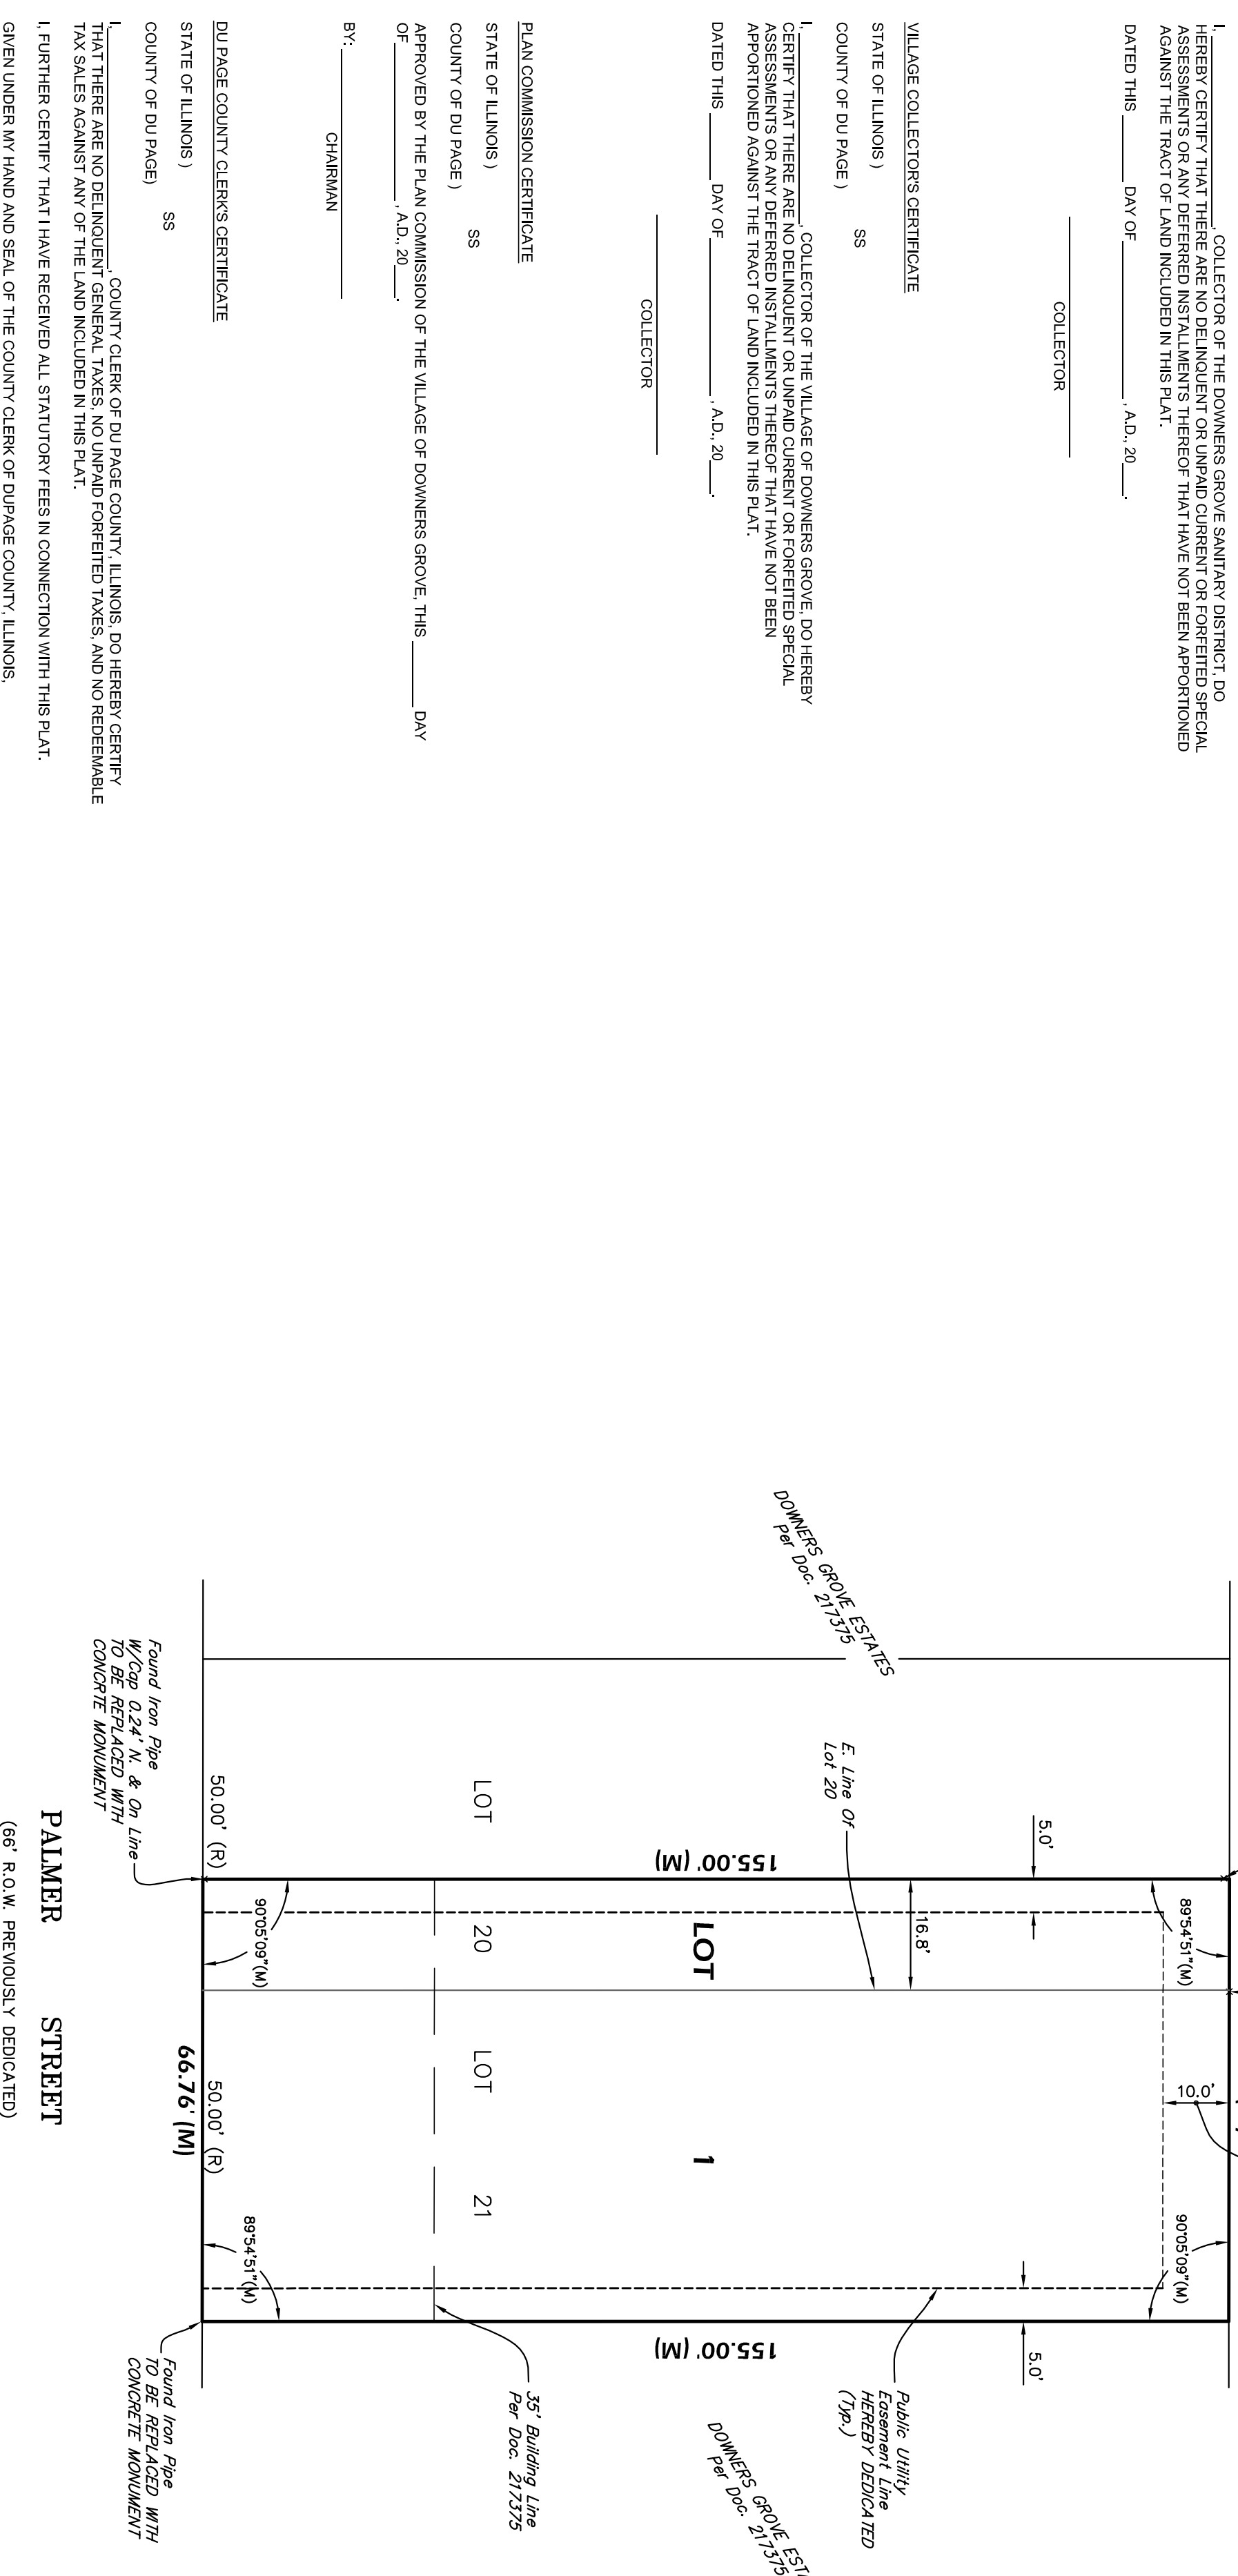 I, ____________, COLLECTOR OF THE DOWNERS GROVE SANITARY DISTRICT, DO
HEREBY CERTIFY THAT THERE ARE NO DELINQUENT OR UNPAID CURRENT OR FORFEITED SPECIAL
ASSESSMENTS OR ANY DEFERRED INSTALLMENTS THEREOF THAT HAVE NOT BEEN APPORTIONED
AGAINST THE TRACT OF LAND INCLUDED IN THIS PLAT.
DATED THIS ______ DAY OF ____________, A.D., 20___.
COLLECTOR
VILLAGE COLLECTOR'S CERTIFICATE
STATE OF ILLINOIS )
SS
COUNTY OF DU PAGE )
I, ____________, COLLECTOR OF THE VILLAGE OF DOWNERS GROVE, DO HEREBY
CERTIFY THAT THERE ARE NO DELINQUENT OR UNPAID CURRENT OR FORFEITED SPECIAL
ASSESSMENTS OR ANY DEFERRED INSTALLMENTS THEREOF THAT HAVE NOT BEEN
APPORTIONED AGAINST THE TRACT OF LAND INCLUDED IN THIS PLAT.
DATED THIS ______ DAY OF ____________, A.D., 20___.
COLLECTOR
PLAN COMMISSION CERTIFICATE
STATE OF ILLINOIS )
SS
COUNTY OF DU PAGE )
APPROVED BY THE PLAN COMMISSION OF THE VILLAGE OF DOWNERS GROVE, THIS ______ DAY
OF ____________, A.D., 20___.
BY: ____________
CHAIRMAN
DU PAGE COUNTY CLERK'S CERTIFICATE
STATE OF ILLINOIS )
SS
COUNTY OF DU PAGE)
I, ____________, COUNTY CLERK OF DU PAGE COUNTY, ILLINOIS, DO HEREBY CERTIFY
THAT THERE ARE NO DELINQUENT GENERAL TAXES, NO UNPAID FORFEITED TAXES, AND NO REDEEMABLE
TAX SALES AGAINST ANY OF THE LAND INCLUDED IN THIS PLAT.
I, FURTHER CERTIFY THAT I HAVE RECEIVED ALL STATUTORY FEES IN CONNECTION WITH THIS PLAT.
GIVEN UNDER MY HAND AND SEAL OF THE COUNTY CLERK OF DUPAGE COUNTY, ILLINOIS,
DOWNERS GROVE ESTATES
Per Doc. 217375
5.0'
89°54'51"(M)
10.0'
90°05'09"(M)
5.0'
16.8'
E. Line Of
Lot 20
Public Utility
Easement Line
HEREBY DEDICATED
(Typ.)
155.00' (M)
LOT 1
155.00' (M)
DOWNERS GROVE ESTA
Per Doc. 217375
LOT 20
LOT 21
35' Building Line
Per Doc. 217375
90°05'09"(M)
89°54'51"(M)
50.00' (R)
50.00' (R)
66.76' (M)
Found Iron Pipe
W/Cap 0.24' N. & On Line
TO BE REPLACED WITH
CONCRTE MONUMENT
Found Iron Pipe
TO BE REPLACED WITH
CONCRETE MONUMENT
PALMER STREET
(66' R.O.W. PREVIOUSLY DEDICATED)